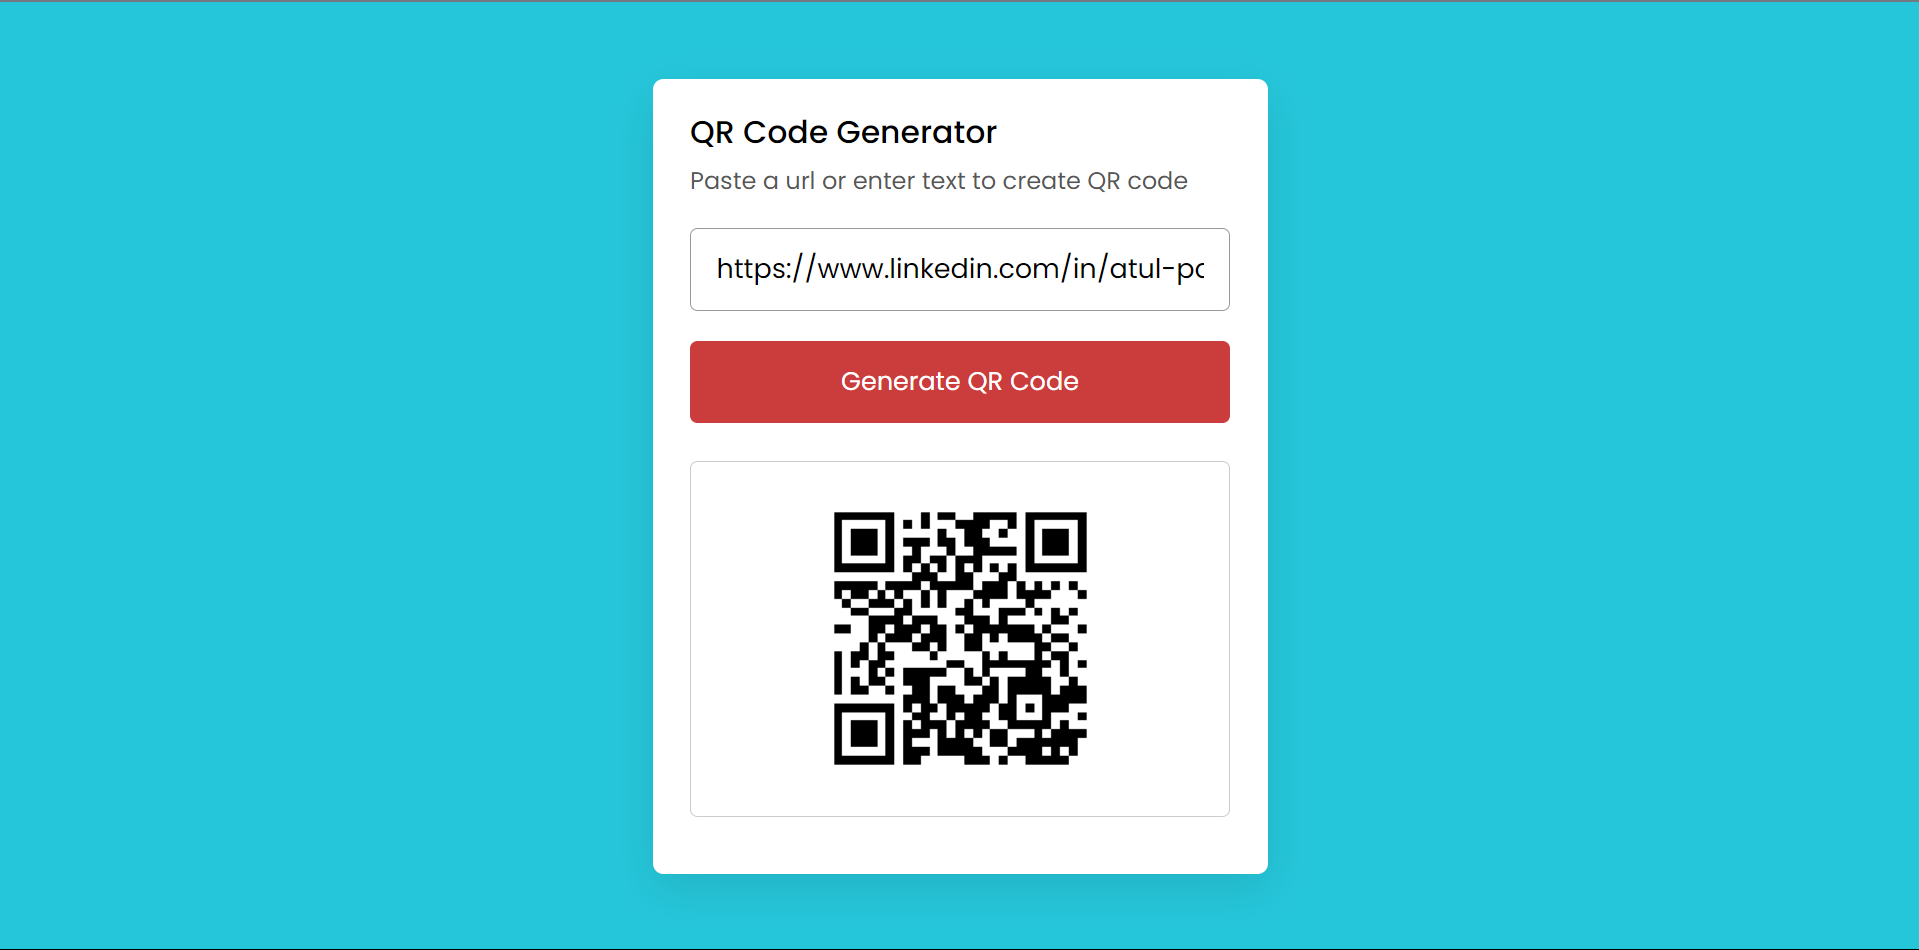 QR Code Generator
Paste a url or enter text to create QR code
https://www.linkedin.com/in/atul-pa
Generate QR Code